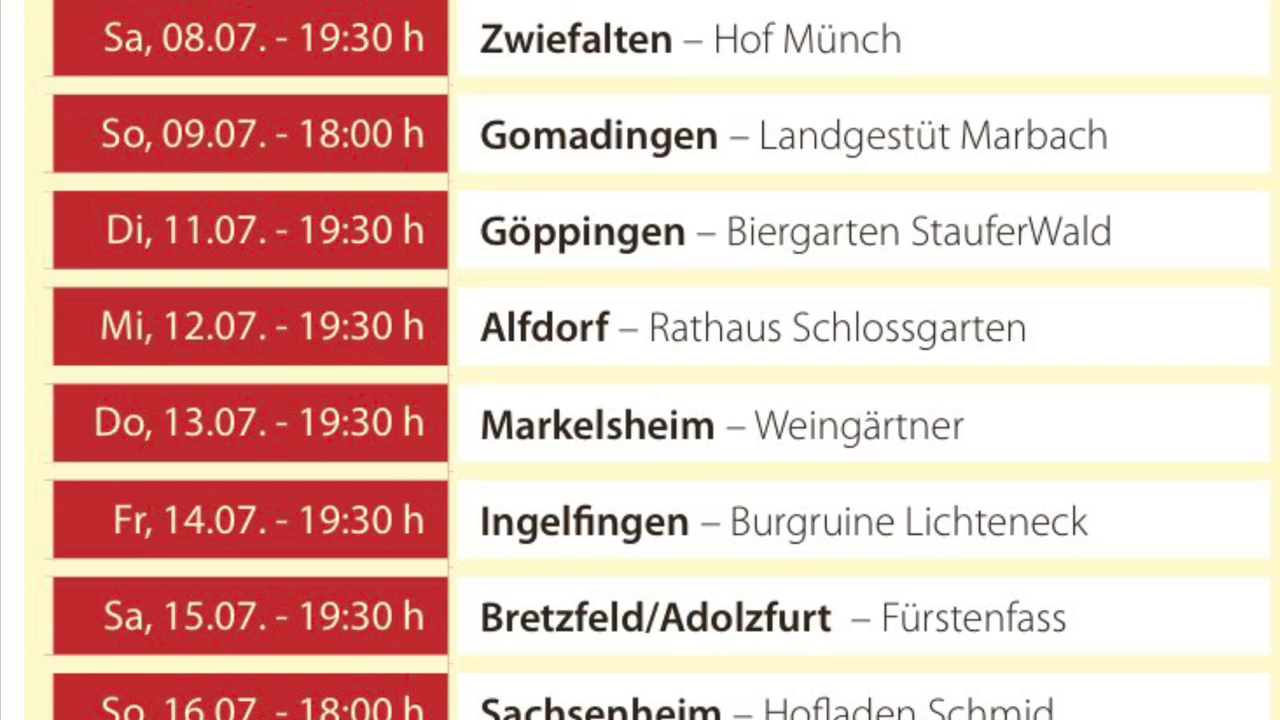 Sa, 08.07. - 19:30 h Zwiefalten – Hof Münch
So, 09.07. - 18:00 h Gomadingen – Landgestüt Marbach
Di, 11.07. - 19:30 h Göppingen – Biergarten StauferWald
Mi, 12.07. - 19:30 h Alfdorf – Rathaus Schlossgarten
Do, 13.07. - 19:30 h Markelsheim – Weingärtner
Fr, 14.07. - 19:30 h Ingelfingen – Burgruine Lichteneck
Sa, 15.07. - 19:30 h Bretzfeld/Adolzfurt – Fürstenfass
So, 16.07. - 18:00 h Sachsenheim – Hofladen Schmid